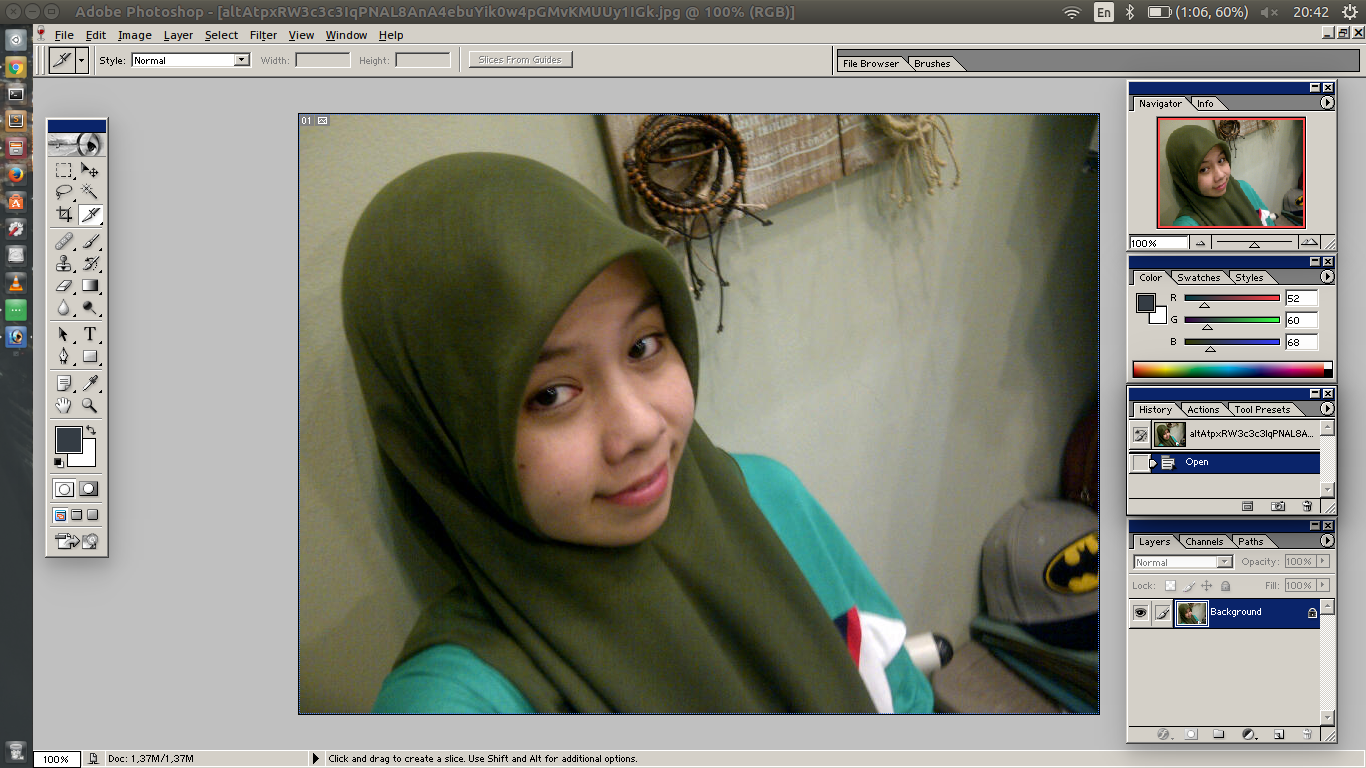 Adobe Photoshop - [altAtpxRW3c3c3IqPNAL8AnA4ebuYik0w4pGMvKMUUy1IGk.jpg @ 100% (RGB)]
En
(1:06, 60%)
20:42
File Edit Image Layer Select Filter View Window Help
Style: Normal Width: Height: Slices From Guides
File Browser Brushes
01
Navigator Info
100%
Color Swatches Styles
R 52
G 60
B 68
History Actions Tool Presets
altAtpxRW3c3c3IqPNAL8A...
Open
Layers Channels Paths
Normal Opacity: 100%
Lock: Fill: 100%
Background
T
100% Doc: 1,37M/1,37M Click and drag to create a slice. Use Shift and Alt for additional options.